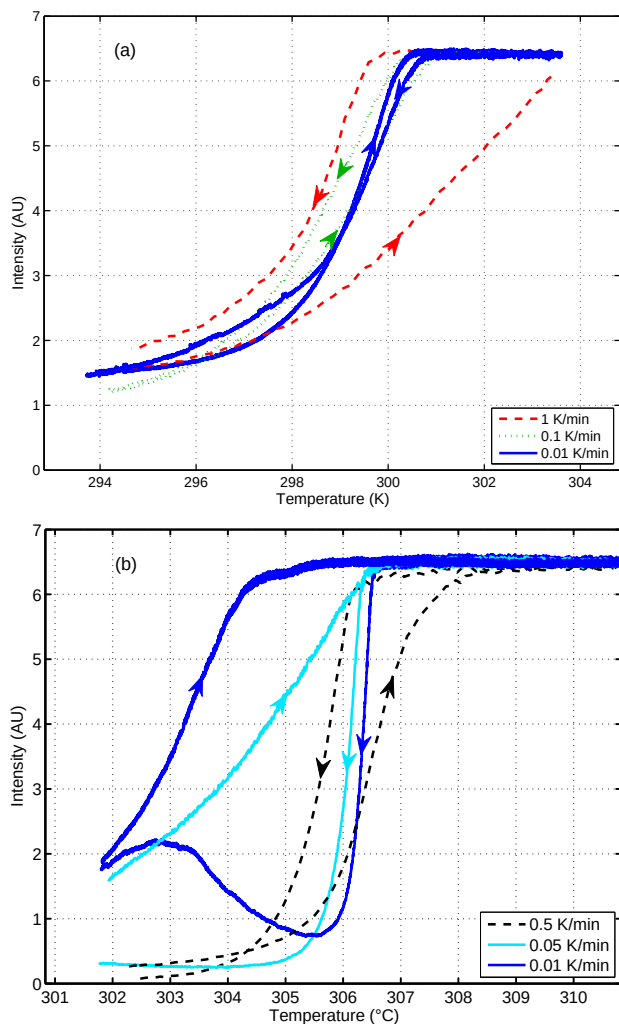 7
6
5
4
3
2
1
0
Intensity (AU)
(a)
1 K/min
0.1 K/min
0.01 K/min
294 296 298 300 302 304
Temperature (K)
7
6
5
4
3
2
1
0
Intensity (AU)
(b)
0.5 K/min
0.05 K/min
0.01 K/min
301 302 303 304 305 306 307 308 309 310
Temperature (°C)